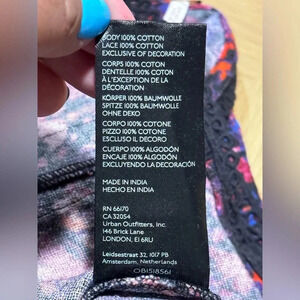 BODY 100% COTTON
LACE 100% COTTON
EXCLUSIVE OF DECORATION
CORPS 100% COTON
DENTELLE 100% COTON
À L'EXCEPTION DE LA
DÉCORATION
KÖRPER 100% BAUMWOLLE
SPITZE 100% BAUMWOLLE
OHNE DEKO
CORPO 100% COTONE
PIZZO 100% COTONE
ESCLUSO IL DECORO
CUERPO 100% ALGODÓN
ENCAJE 100% ALGODÓN
EXCLUYENDO LA DECORACIÓN
MADE IN INDIA
HECHO EN INDIA
RN 66170
CA 32054
Urban Outfitters, Inc.
146 Brick Lane
LONDON, E1 6RU
Leidsestraat 32, 1017 PB
Amsterdam, Netherlands
OB1518561